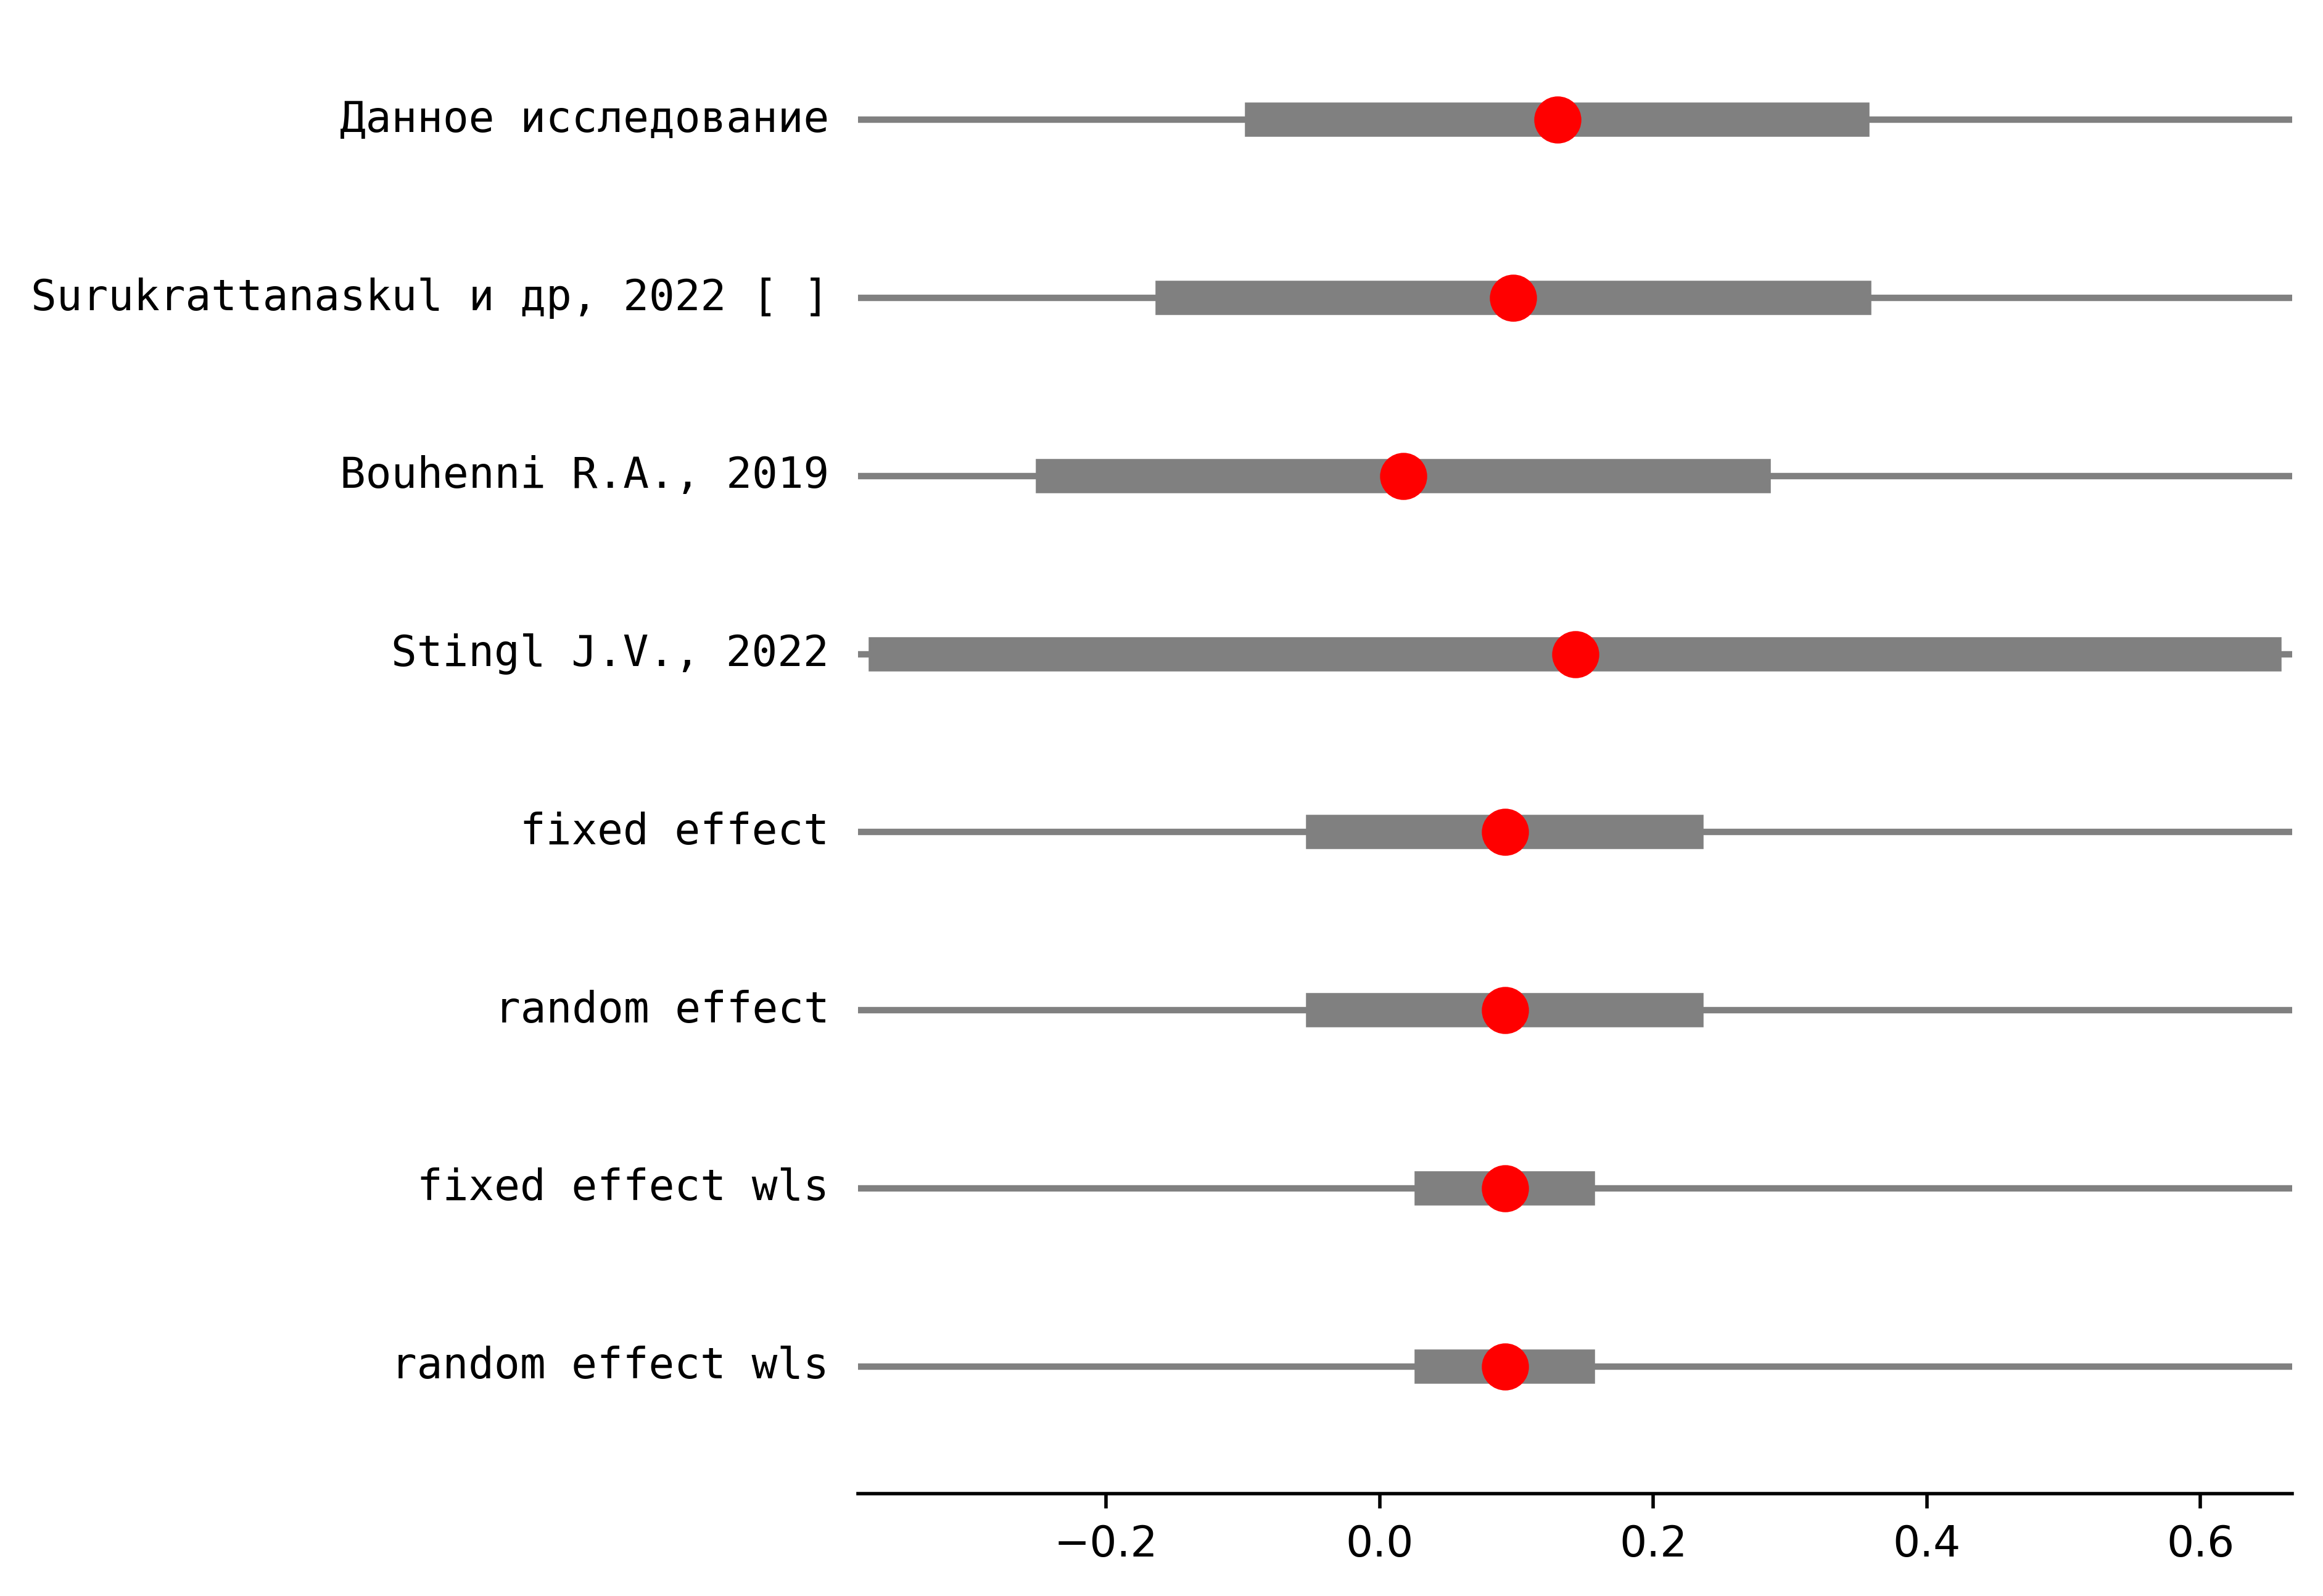 Данное исследование
Surukrattanaskul и др, 2022 [ ]
Bouhenni R.A., 2019
Stingl J.V., 2022
fixed effect
random effect
fixed effect wls
random effect wls
−0.2 0.0 0.2 0.4 0.6